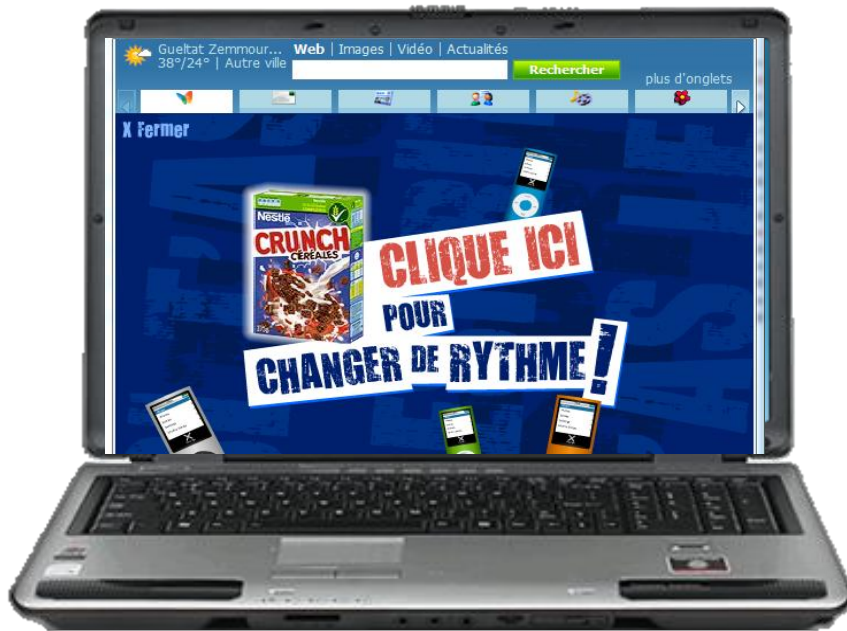 Gueltat Zemmour... Web | Images | Vidéo | Actualités
38°/24° | Autre ville
Rechercher
plus d'onglets
X Fermer
Nestlé
CRUNCH
CÉRÉALES
375g
CLIQUE ICI
POUR
CHANGER DE RYTHME !